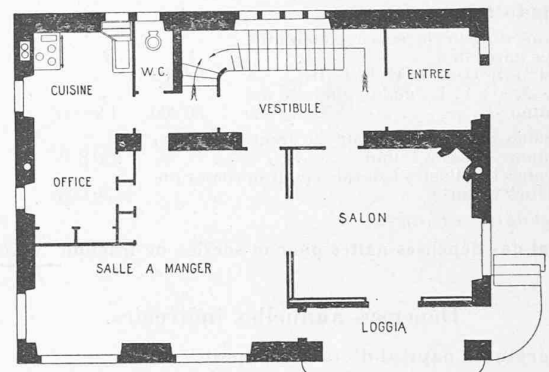 W.C.
CUISINE
ENTREE
VESTIBULE
OFFICE
SALON
SALLE A MANGER
LOGGIA